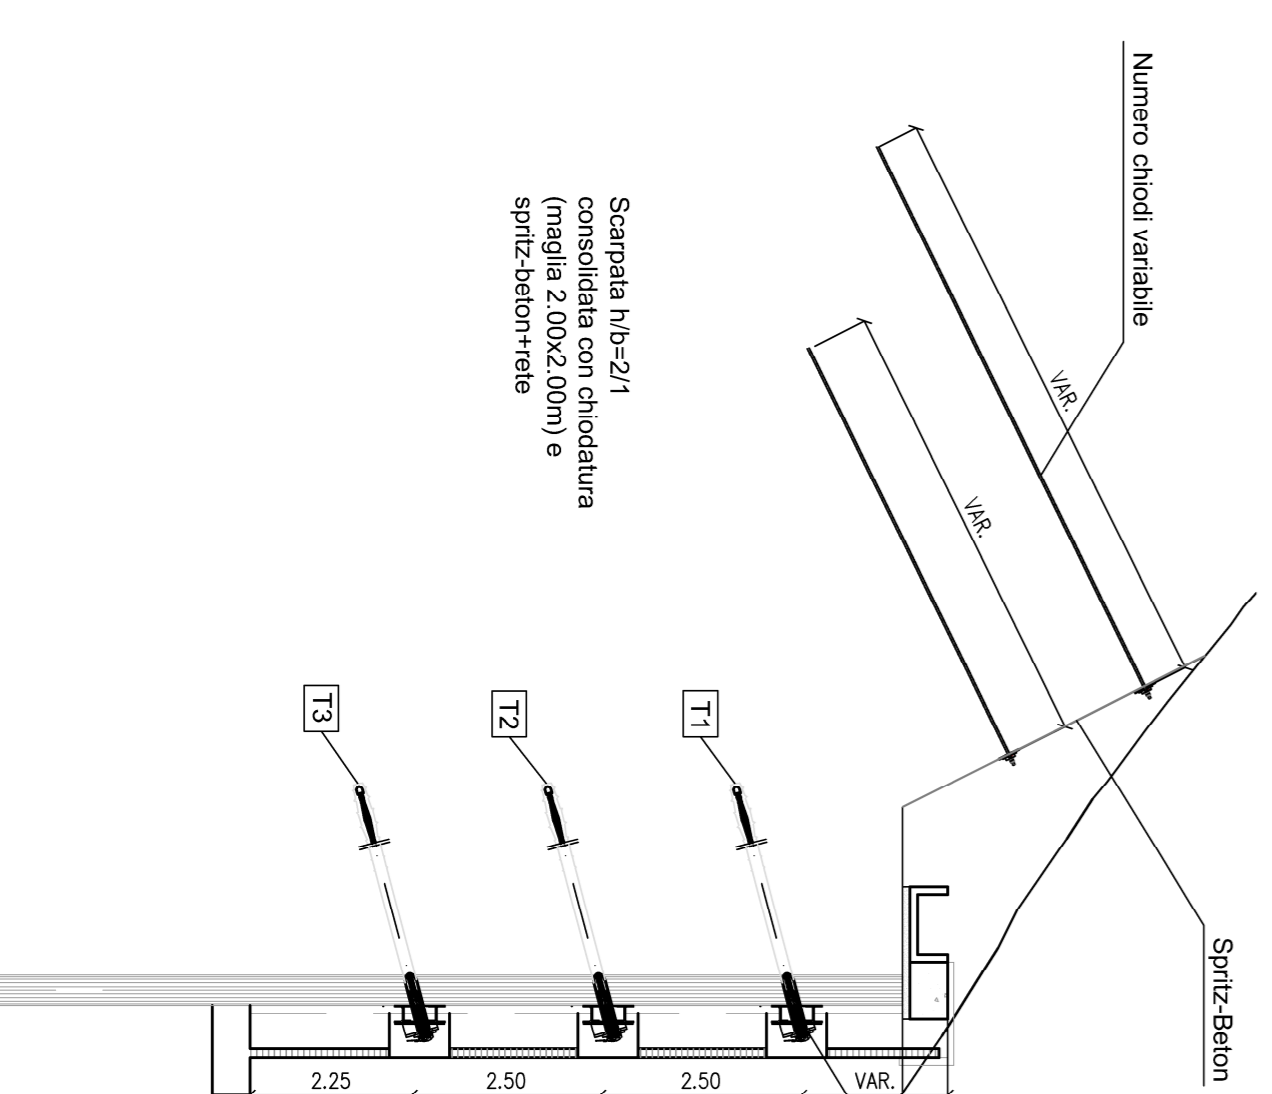 Numero chiodi variabile
VAR.
VAR.
Scarpata h/b=2/1
consolidata con chiodatura
(maglia 2.00x2.00m) e
spritz-beton+rete
T1
T2
T3
Spritz-Beton
VAR.
2.50
2.50
2.25